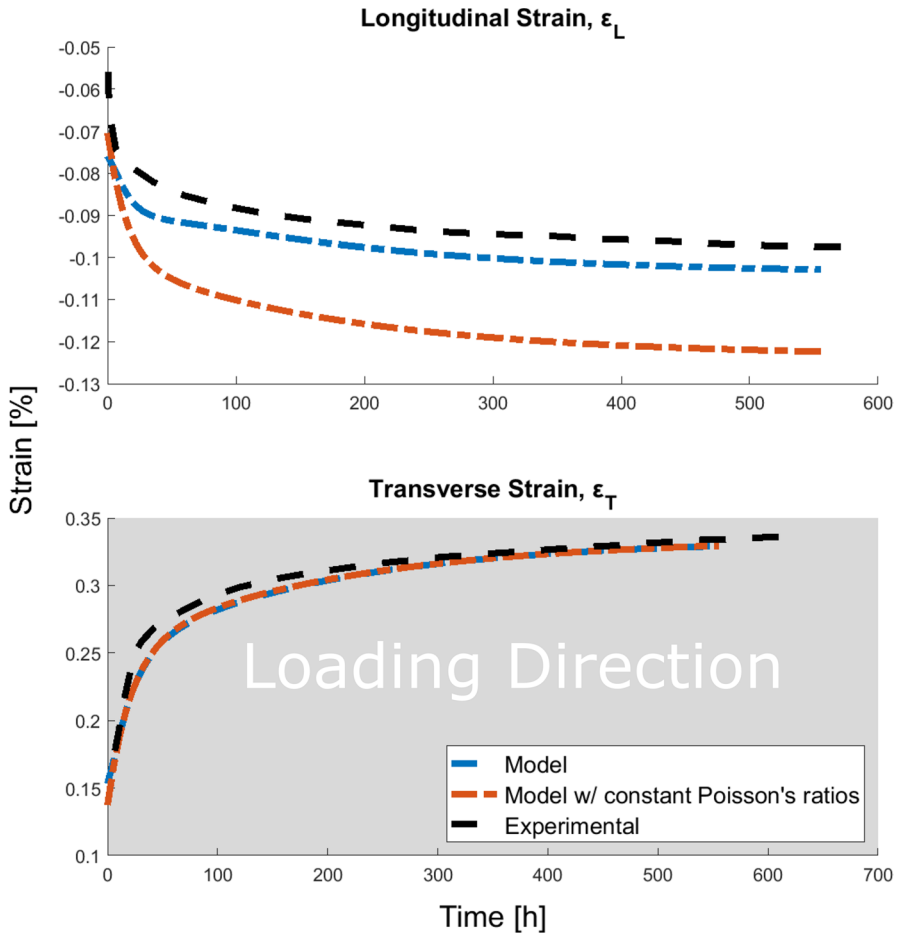 Longitudinal Strain, ε_L
-0.05
-0.06
-0.07
-0.08
-0.09
-0.1
-0.11
-0.12
-0.13
0 100 200 300 400 500 600
Strain [%]
Transverse Strain, ε_T
0.35
0.3
0.25
0.2
0.15
0.1
Loading Direction
Model
Model w/ constant Poisson's ratios
Experimental
0 100 200 300 400 500 600 700
Time [h]